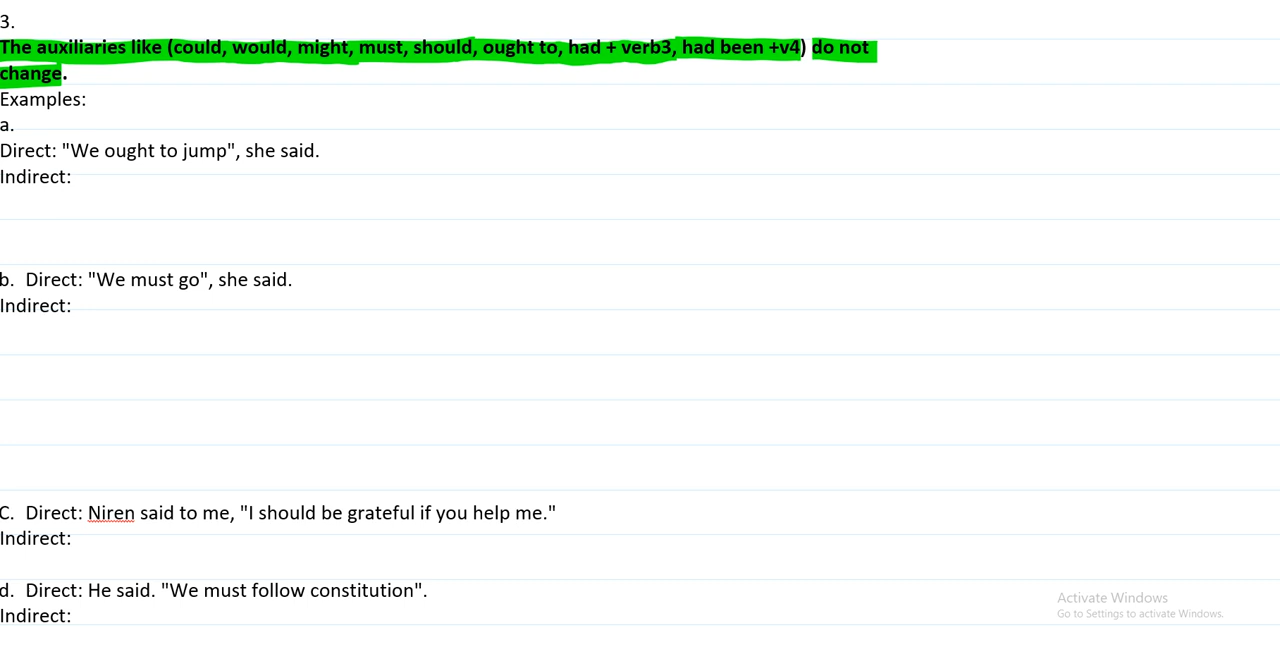 3.
The auxiliaries like (could, would, might, must, should, ought to, had + verb3, had been +v4) do not
change.
Examples:
a.
Direct: "We ought to jump", she said.
Indirect:
b. Direct: "We must go", she said.
Indirect:
C. Direct: Niren said to me, "I should be grateful if you help me."
Indirect:
d. Direct: He said. "We must follow constitution".
Indirect:
Activate Windows
Go to Settings to activate Windows.